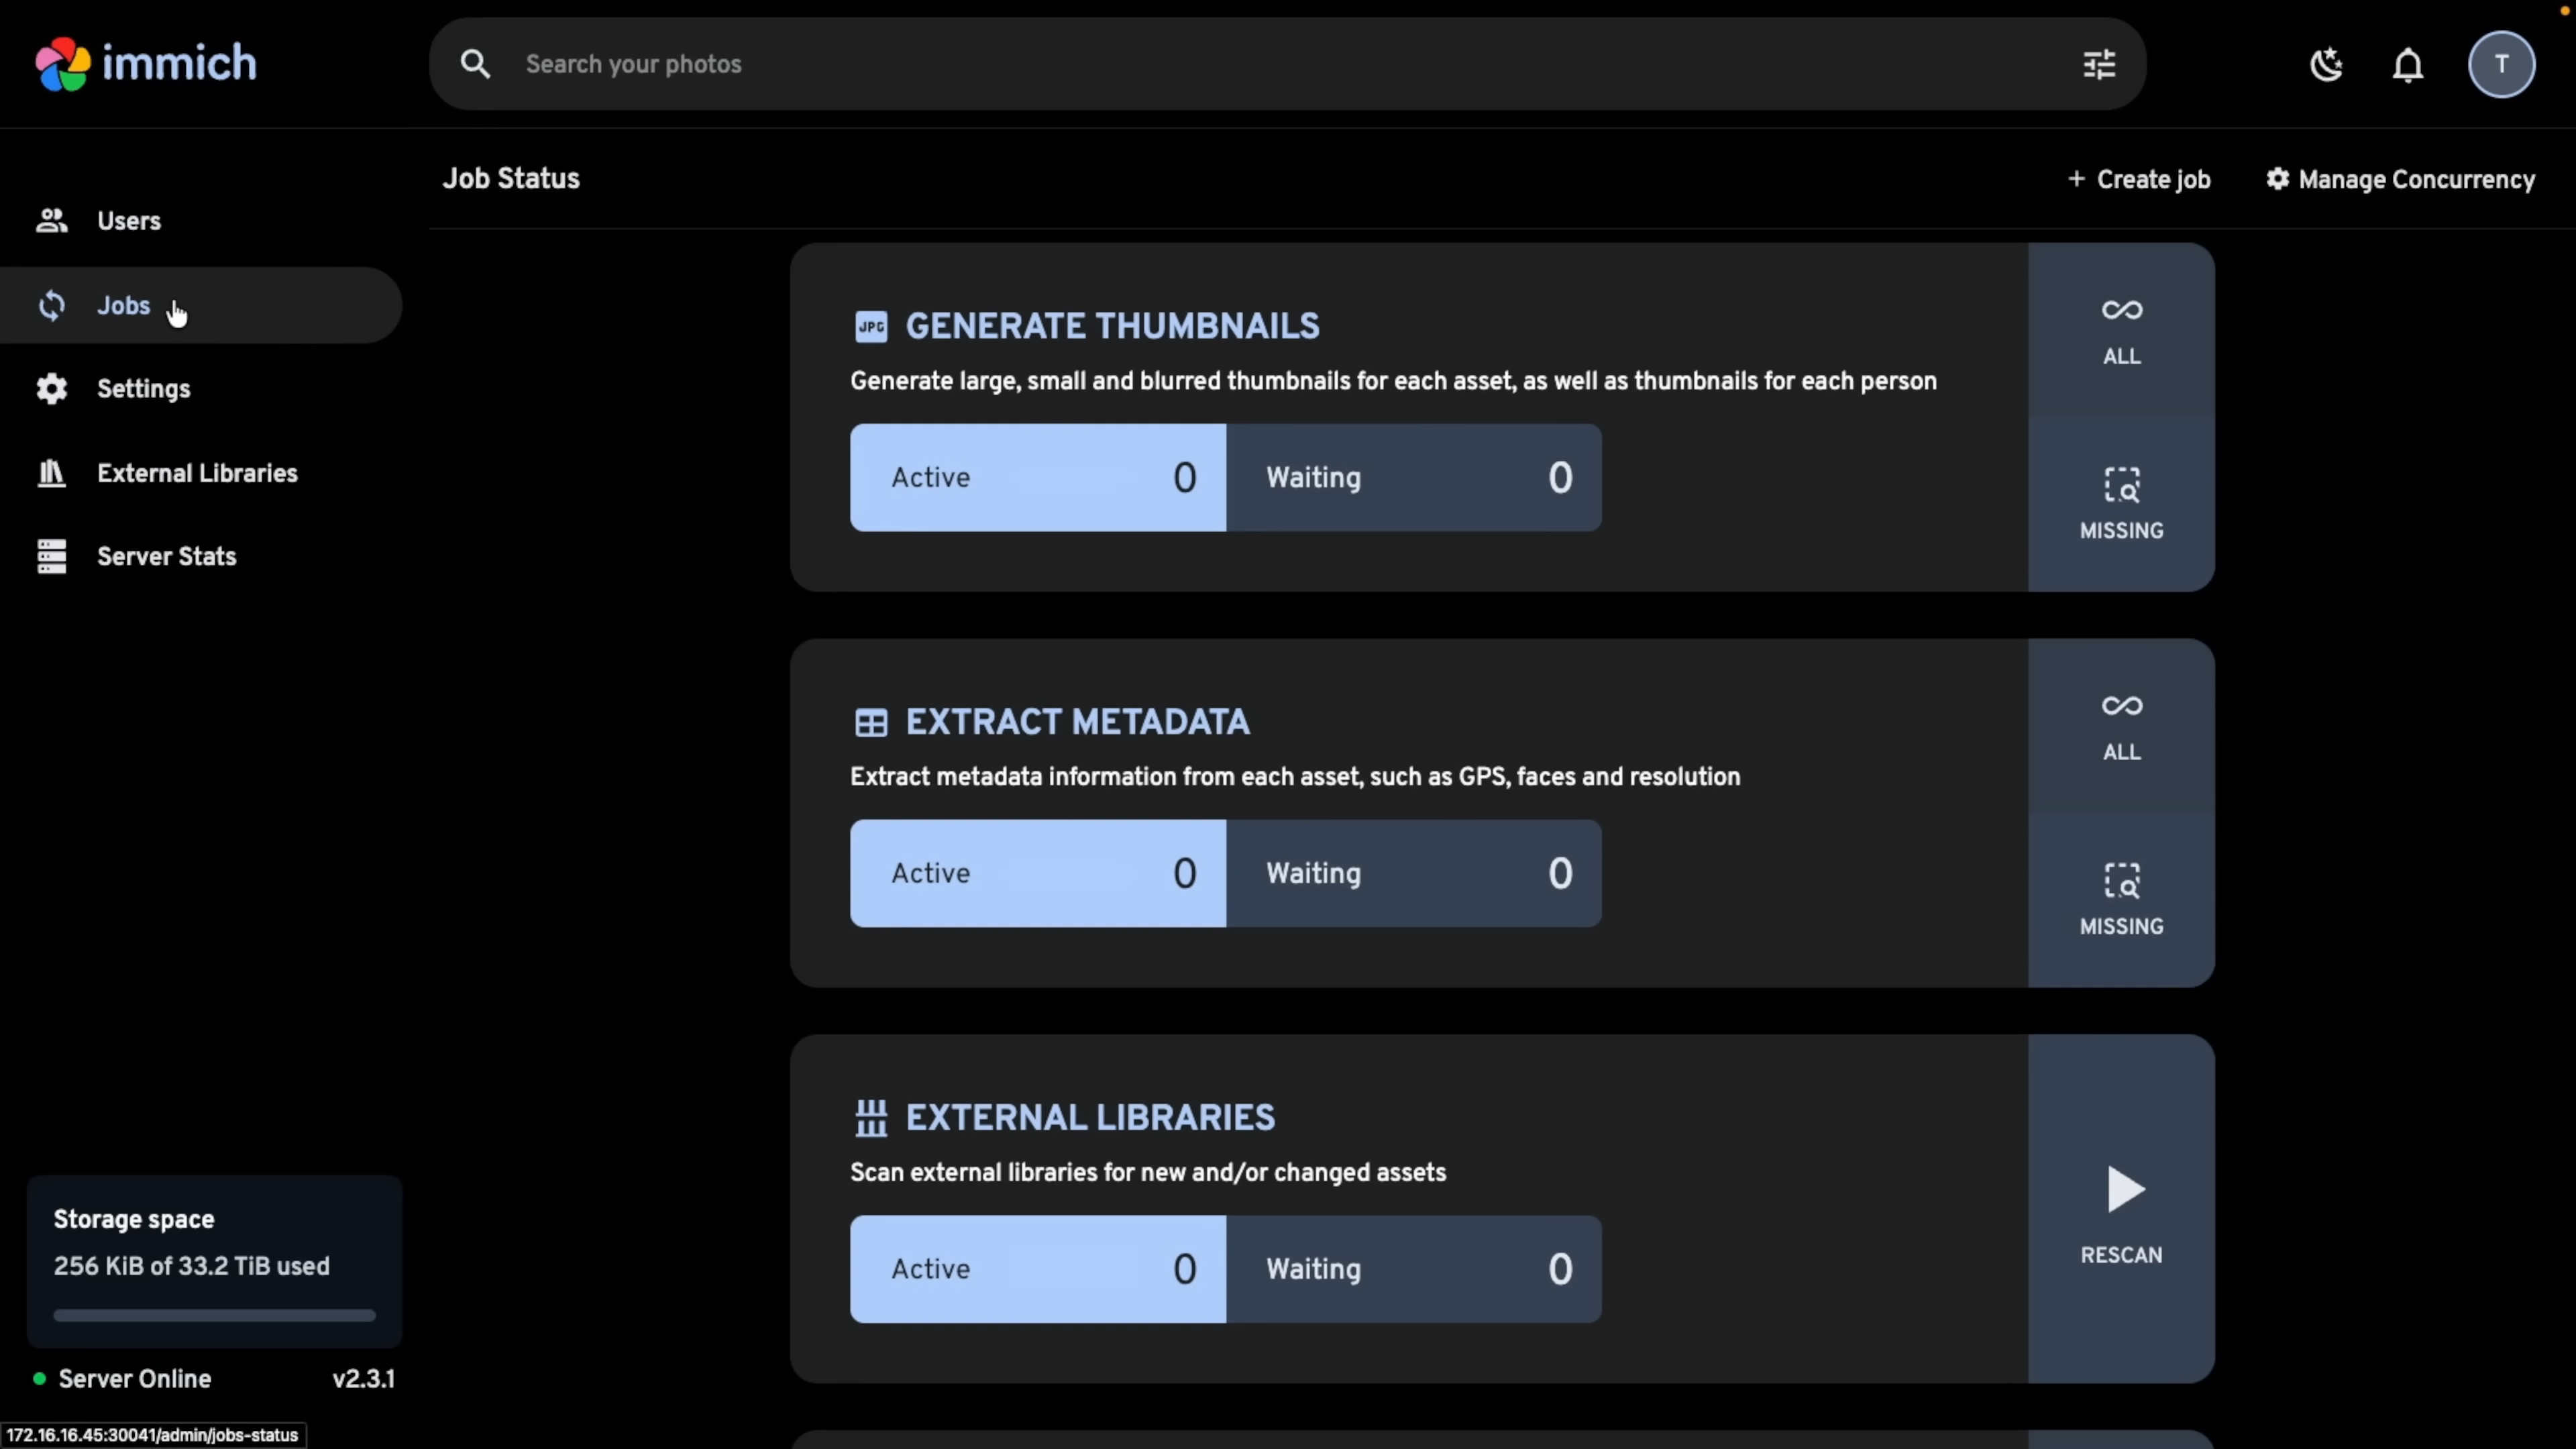 immich
Search your photos
T
Job Status
+ Create job
Manage Concurrency
Users
Jobs
Settings
External Libraries
Server Stats
JPG GENERATE THUMBNAILS
Generate large, small and blurred thumbnails for each asset, as well as thumbnails for each person
Active 0 Waiting 0
ALL
MISSING
EXTRACT METADATA
Extract metadata information from each asset, such as GPS, faces and resolution
Active 0 Waiting 0
ALL
MISSING
EXTERNAL LIBRARIES
Scan external libraries for new and/or changed assets
Active 0 Waiting 0
RESCAN
Storage space
256 KiB of 33.2 TiB used
Server Online v2.3.1
172.16.16.45:30041/admin/jobs-status